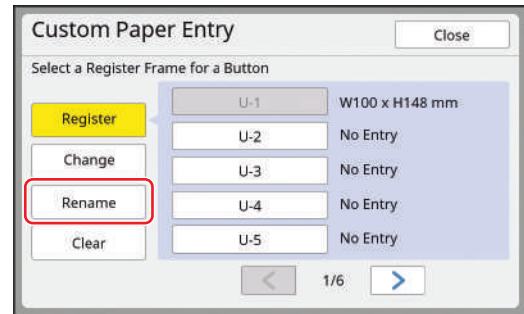 Custom Paper Entry
Close
Select a Register Frame for a Button
Register
Change
Rename
Clear
U-1 W100 x H148 mm
U-2 No Entry
U-3 No Entry
U-4 No Entry
U-5 No Entry
1/6